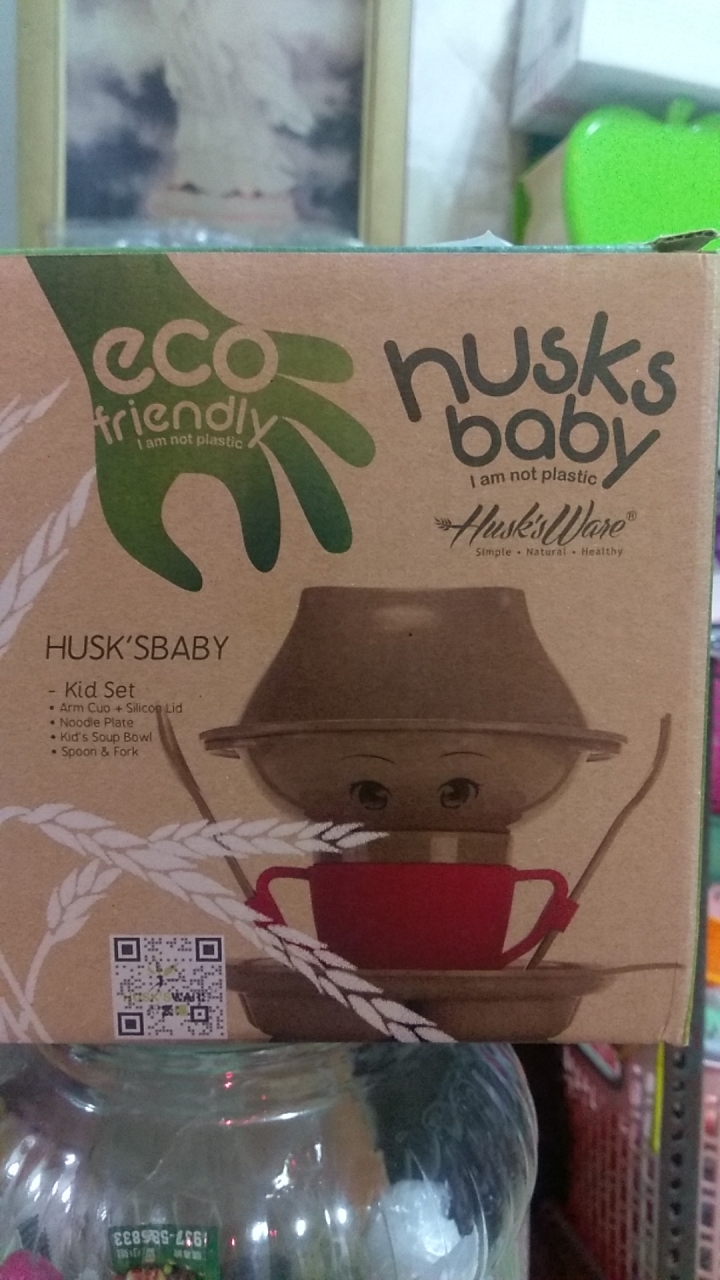 eco
friendly
I am not plastic
husks
baby
I am not plastic
Husk'sWare®
Simple • Natural • Healthy
HUSK'SBABY
- Kid Set
• Arm Cuo + Silicon Lid
• Noodle Plate
• Kid's Soup Bowl
• Spoon & Fork